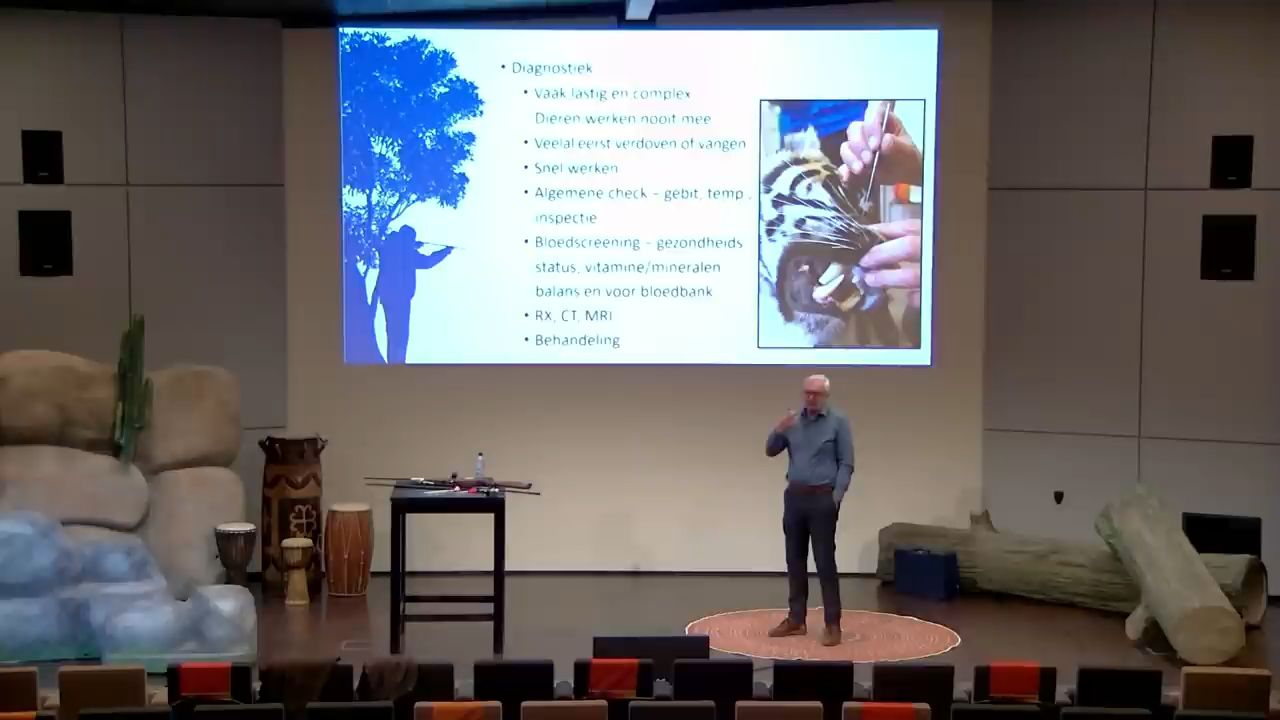 • Diagnostiek
• Vaak lastig en complex
Dieren werken nooit mee
• Veelal eerst verdoven of vangen
• Snel werken
• Algemene check – gebit, temp.,
inspectie
• Bloedscreening – gezondheids
status, vitamine/mineralen
balans en voor bloedbank
• RX, CT, MRI
• Behandeling